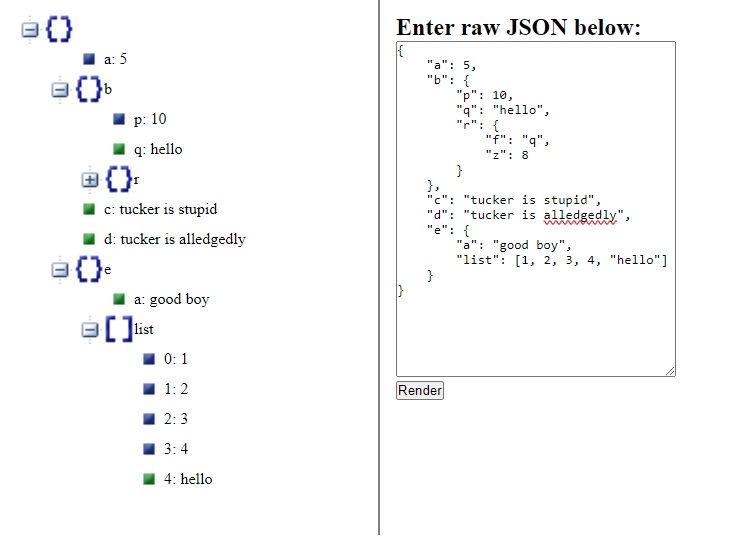 a: 5
b
p: 10
q: hello
r
c: tucker is stupid
d: tucker is alledgedly
e
a: good boy
list
0: 1
1: 2
2: 3
3: 4
4: hello
Enter raw JSON below:
{
    "a": 5,
    "b": {
        "p": 10,
        "q": "hello",
        "r": {
            "f": "q",
            "z": 8
        }
    },
    "c": "tucker is stupid",
    "d": "tucker is alledgedly",
    "e": {
        "a": "good boy",
        "list": [1, 2, 3, 4, "hello"]
    }
}
Render